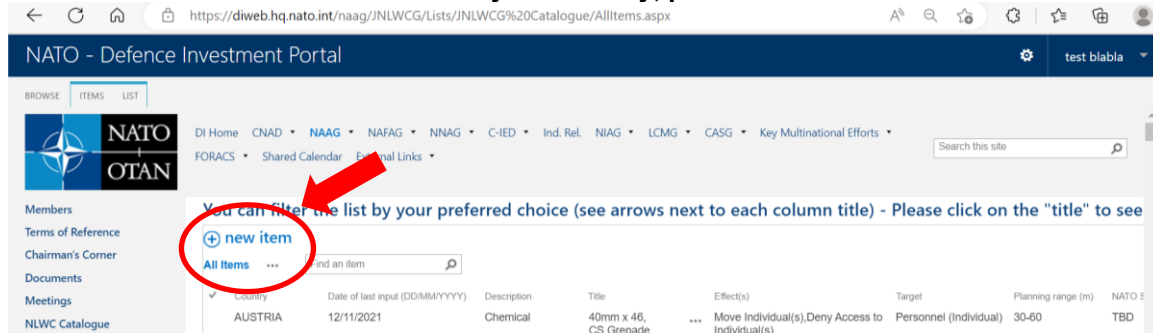 https://diweb.hq.nato.int/naag/JNLWCG/Lists/JNLWCG%20Catalogue/AllItems.aspx
NATO - Defence Investment Portal
test blabla
BROWSE ITEMS LIST
NATO
OTAN
DI Home CNAD NAAG NAFAG NNAG C-IED Ind. Rel. NIAG LCMG CASG Key Multinational Efforts
FORACS Shared Calendar External Links
Search this site
Members
Terms of Reference
Chairman's Corner
Documents
Meetings
NLWC Catalogue
You can filter the list by your preferred choice (see arrows next to each column title) - Please click on the "title" to see
new item
All Items ... Find an item
Country Date of last input (DD/MM/YYYY) Description Title Effect(s) Target Planning range (m) NATO S
AUSTRIA 12/11/2021 Chemical 40mm x 46, ... Move Individual(s),Deny Access to Personnel (Individual) 30-60 TBD
CS Grenade Individual(s)